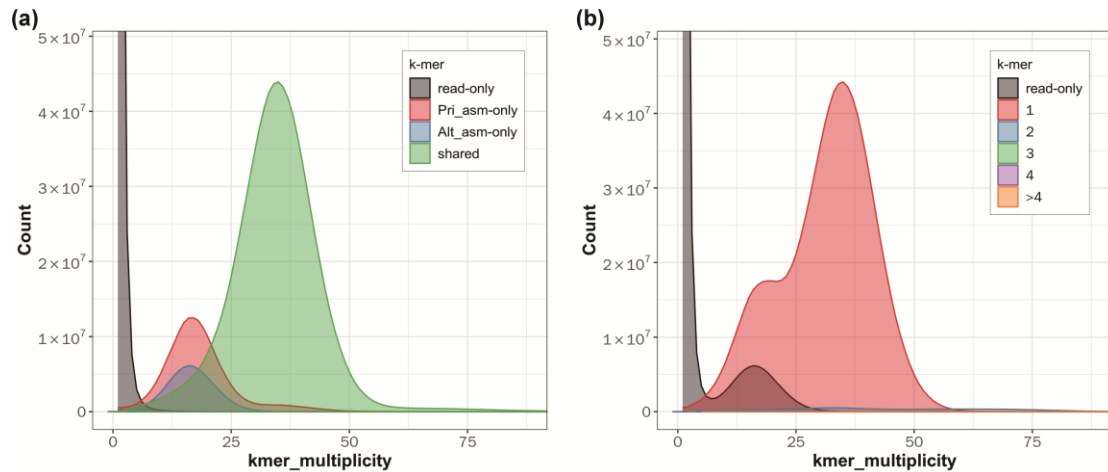 (a)
5×10⁷
4×10⁷
3×10⁷
2×10⁷
1×10⁷
0
Count
0 25 50 75
kmer_multiplicity
k-mer
read-only
Pri_asm-only
Alt_asm-only
shared
(b)
5×10⁷
4×10⁷
3×10⁷
2×10⁷
1×10⁷
0
Count
0 25 50 75
kmer_multiplicity
k-mer
read-only
1
2
3
4
>4